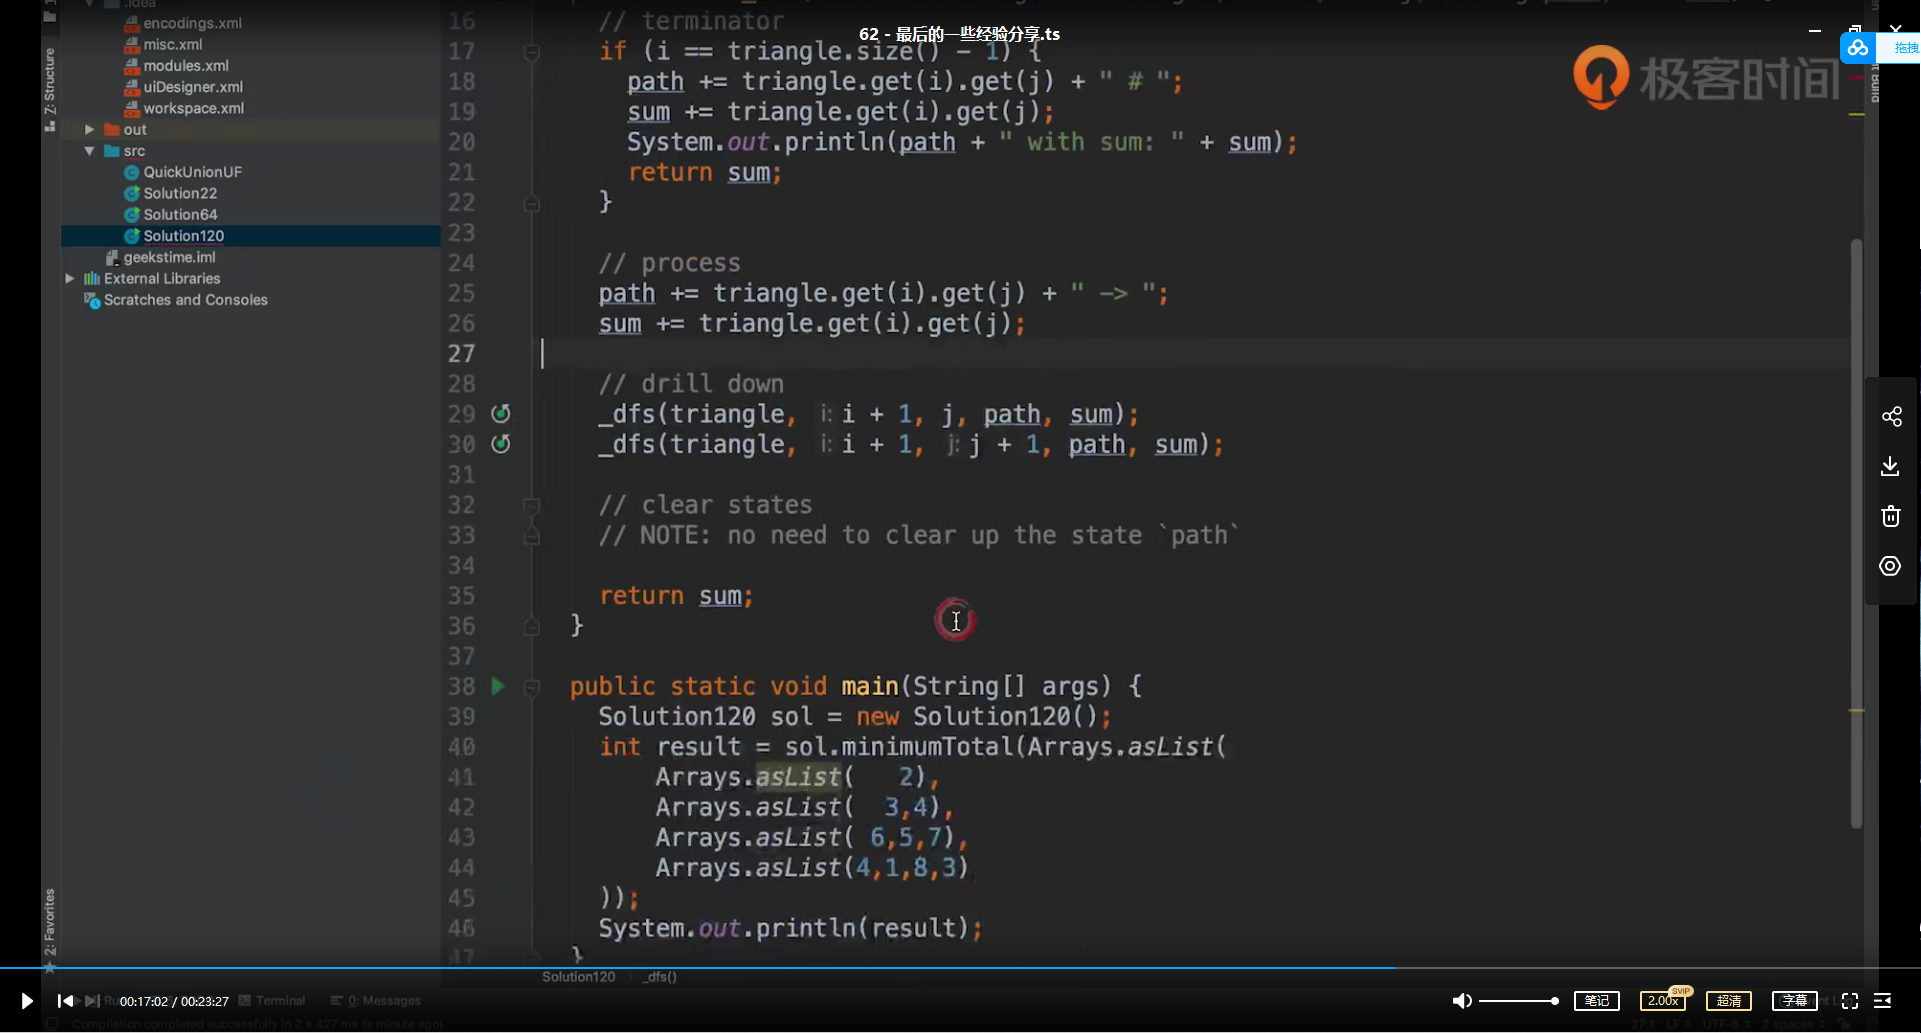 62 - 最后的一些经验分享.ts
极客时间
拖拽
.idea
encodings.xml
misc.xml
modules.xml
uiDesigner.xml
workspace.xml
out
src
QuickUnionUF
Solution22
Solution64
Solution120
geekstime.iml
External Libraries
Scratches and Consoles
Z: Structure
2: Favorites
16 // terminator
17 if (i == triangle.size() - 1) {
18 path += triangle.get(i).get(j) + " # ";
19 sum += triangle.get(i).get(j);
20 System.out.println(path + " with sum: " + sum);
21 return sum;
22 }
23
24 // process
25 path += triangle.get(i).get(j) + " -> ";
26 sum += triangle.get(i).get(j);
27
28 // drill down
29 _dfs(triangle, i: i + 1, j, path, sum);
30 _dfs(triangle, i: i + 1, j: j + 1, path, sum);
31
32 // clear states
33 // NOTE: no need to clear up the state `path`
34
35 return sum;
36 }
37
38 public static void main(String[] args) {
39 Solution120 sol = new Solution120();
40 int result = sol.minimumTotal(Arrays.asList(
41 Arrays.asList( 2),
42 Arrays.asList( 3,4),
43 Arrays.asList( 6,5,7),
44 Arrays.asList(4,1,8,3)
45 ));
46 System.out.println(result);
47 }
Solution120 _dfs()
00:17:02 / 00:23:27
Terminal
0: Messages
笔记
2.00x
SVIP
超清
字幕
Compilation completed successfully in 2 s 427 ms (a minute ago)
27:1 LF UTF-8 2 spaces